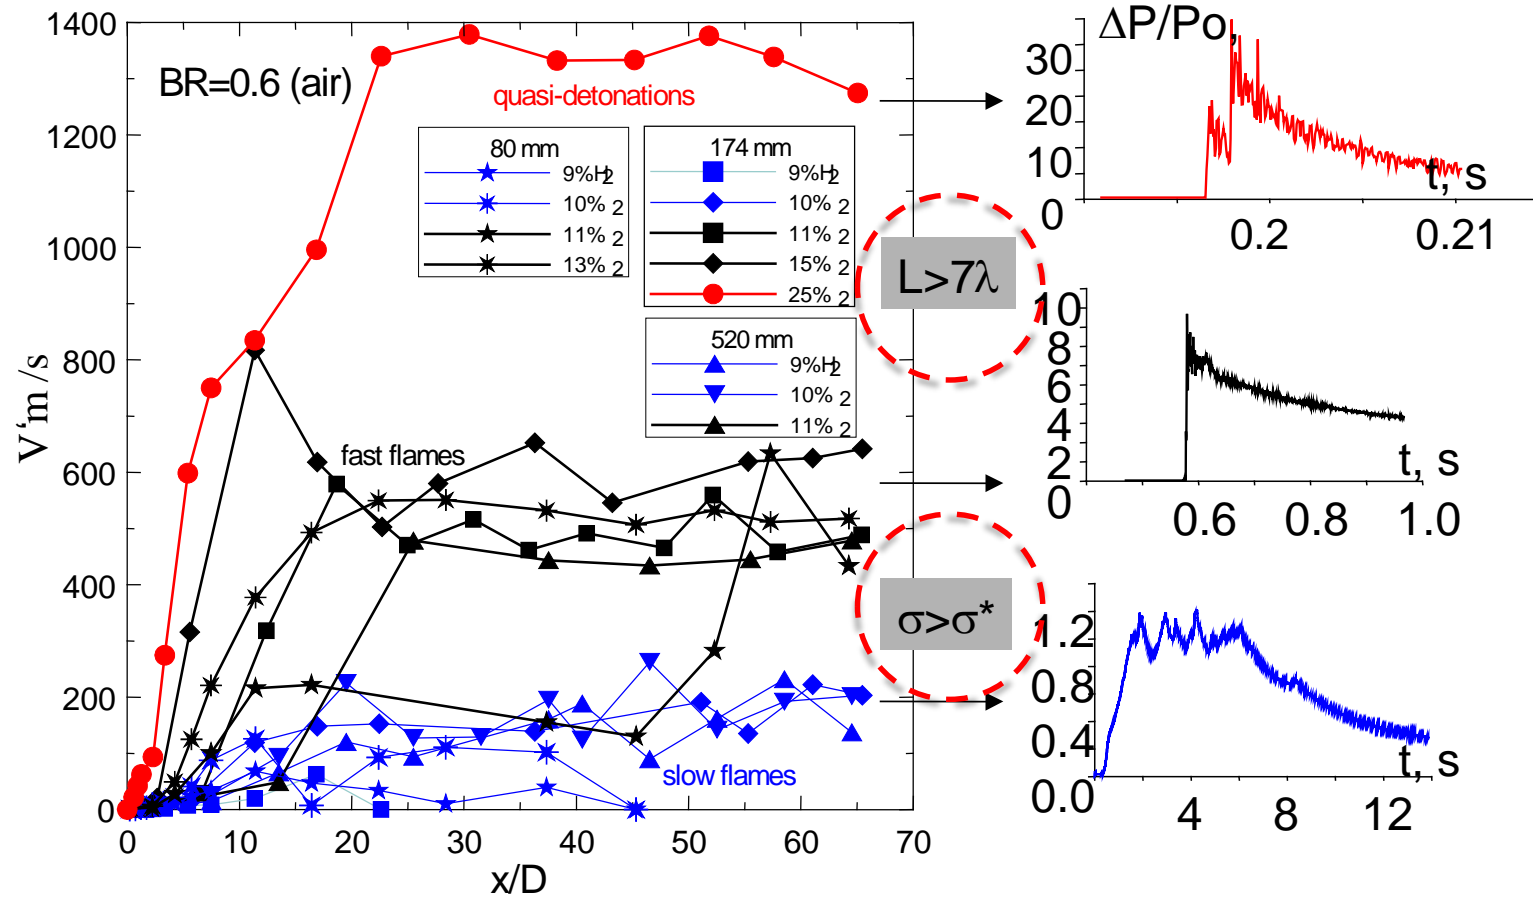 1400
1200
1000
800
600
400
200
0
V‘m /s
0 10 20 30 40 50 60 70
x/D
BR=0.6 (air)
quasi-detonations
80 mm
9%H2
10% 2
11% 2
13% 2
174 mm
9%H2
10% 2
11% 2
15% 2
25% 2
520 mm
9%H2
10% 2
11% 2
fast flames
slow flames
L>7λ
σ>σ*
ΔP/Po,
30
20
10
0
t, s
0.2 0.21
10
8
6
4
2
0
t, s
0.6 0.8 1.0
1.2
0.8
0.4
0.0
t, s
4 8 12